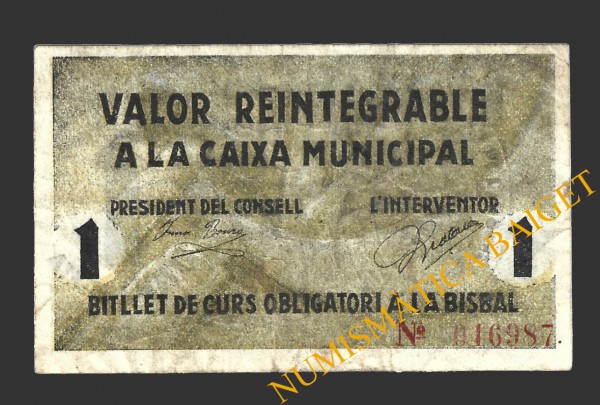 VALOR REINTEGRABLE
A LA CAIXA MUNICIPAL
PRESIDENT DEL CONSELL L'INTERVENTOR
1 1
BITLLET DE CURS OBLIGATORI A LA BISBAL
Nº 016987
NUMISMATICA BAIGET